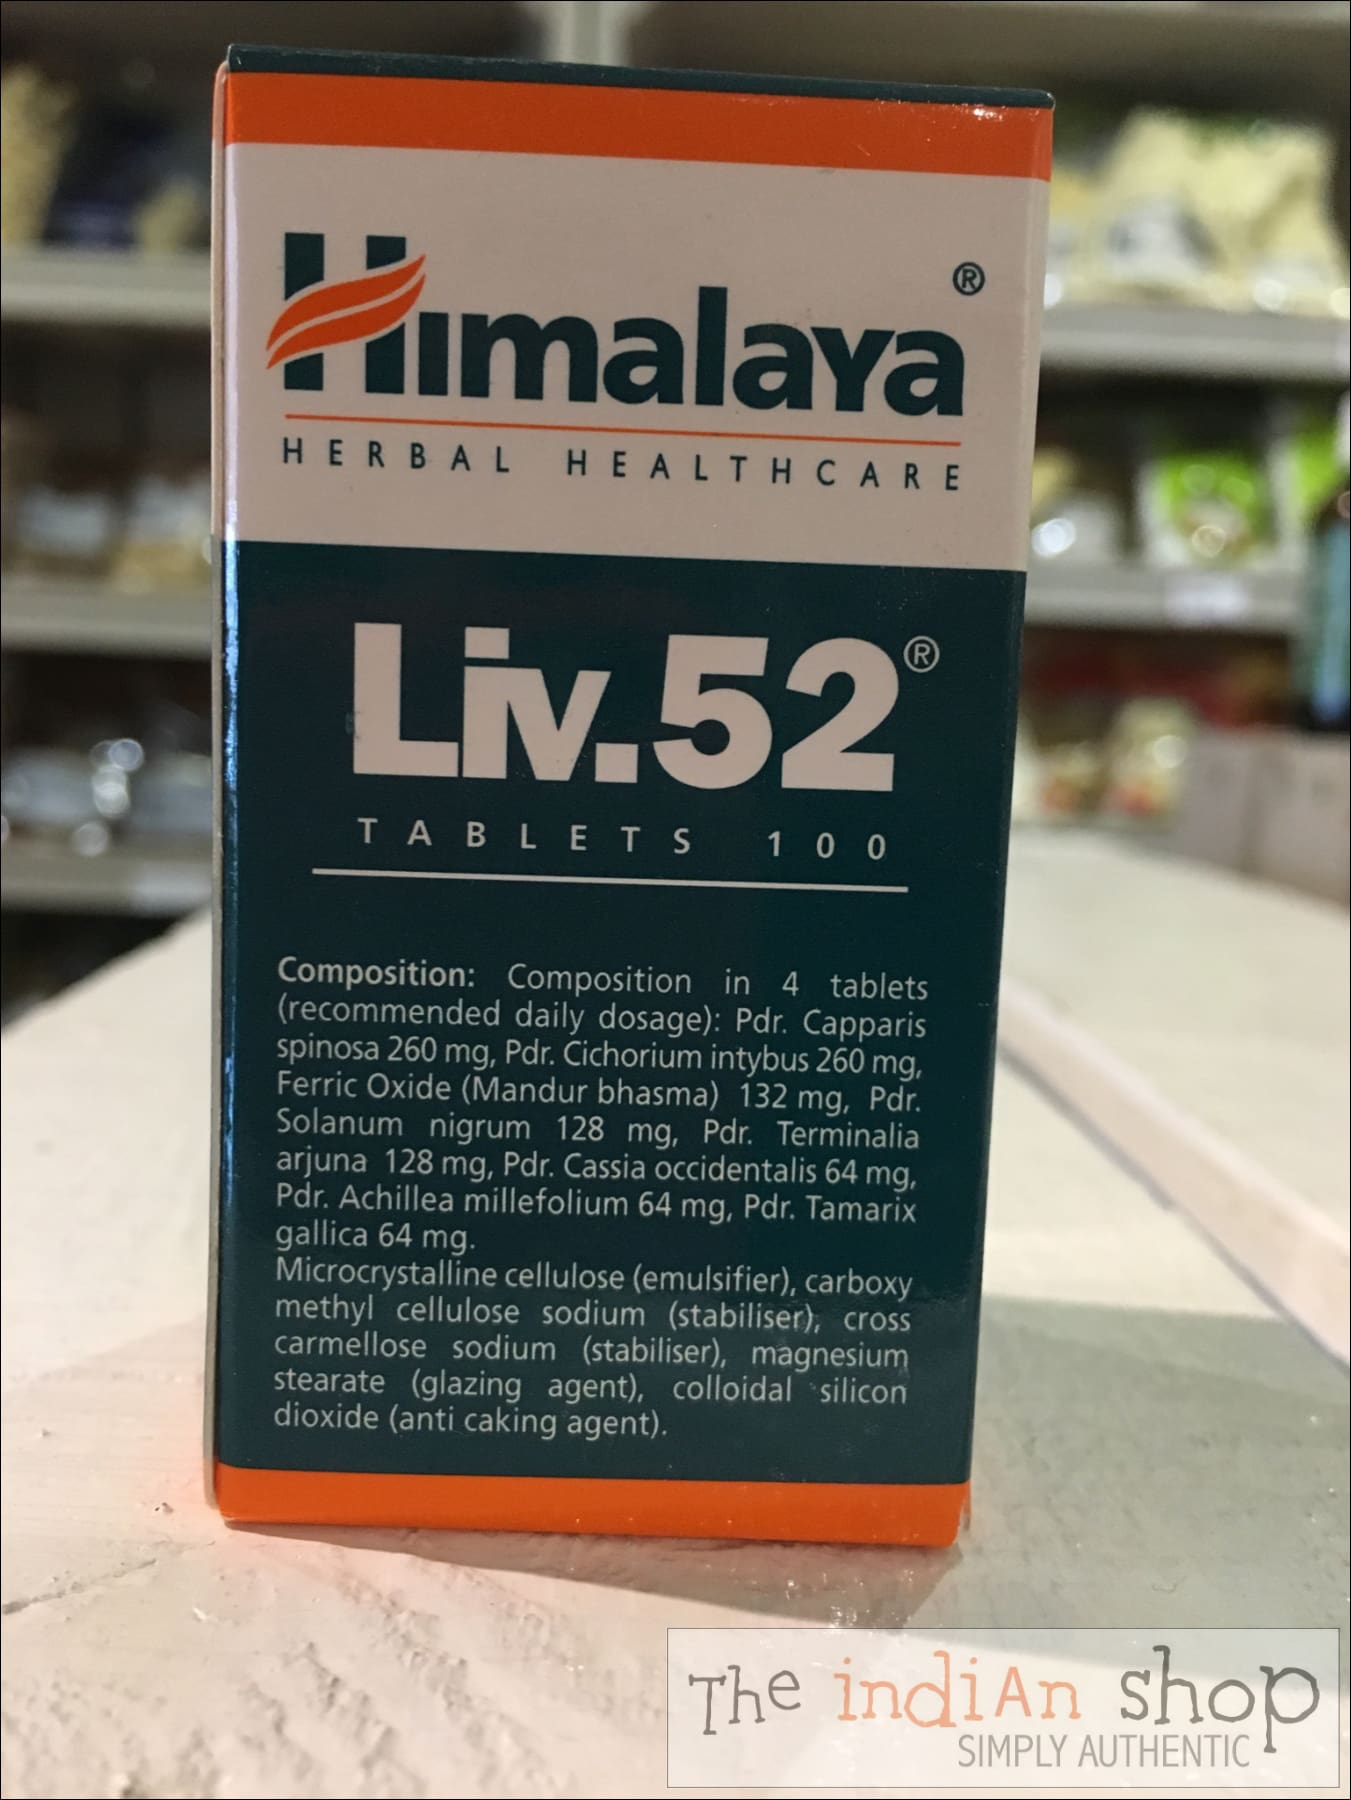 Himalaya®
HERBAL HEALTHCARE
Liv.52®
TABLETS 100
Composition: Composition in 4 tablets
(recommended daily dosage): Pdr. Capparis
spinosa 260 mg, Pdr. Cichorium intybus 260 mg,
Ferric Oxide (Mandur bhasma) 132 mg, Pdr.
Solanum nigrum 128 mg, Pdr. Terminalia
arjuna 128 mg, Pdr. Cassia occidentalis 64 mg,
Pdr. Achillea millefolium 64 mg, Pdr. Tamarix
gallica 64 mg.
Microcrystalline cellulose (emulsifier), carboxy
methyl cellulose sodium (stabiliser), cross
carmellose sodium (stabiliser), magnesium
stearate (glazing agent), colloidal silicon
dioxide (anti caking agent).
The indiAn shop
SIMPLY AUTHENTIC